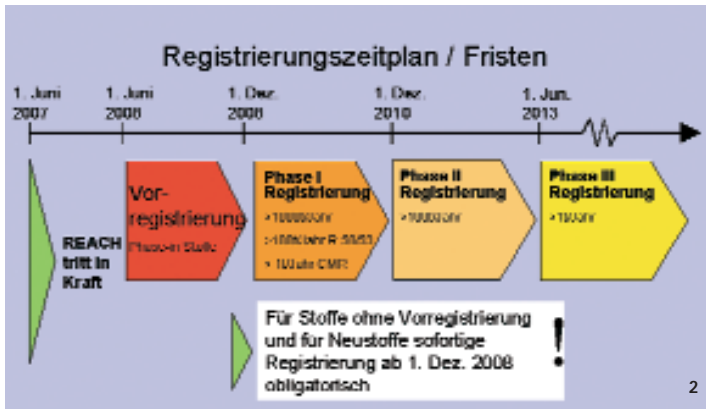 Registrierungszeitplan / Fristen
1. Juni 2007
1. Juni 2008
1. Dez. 2008
1. Dez. 2010
1. Jun. 2013
REACH
tritt in
Kraft
Vor-
registrierung
Phase-in Stoffe
Phase I
Registrierung
Phase II
Registrierung
Phase III
Registrierung
Für Stoffe ohne Vorregistrierung
und für Neustoffe sofortige
Registrierung ab 1. Dez. 2008
obligatorisch
!
2